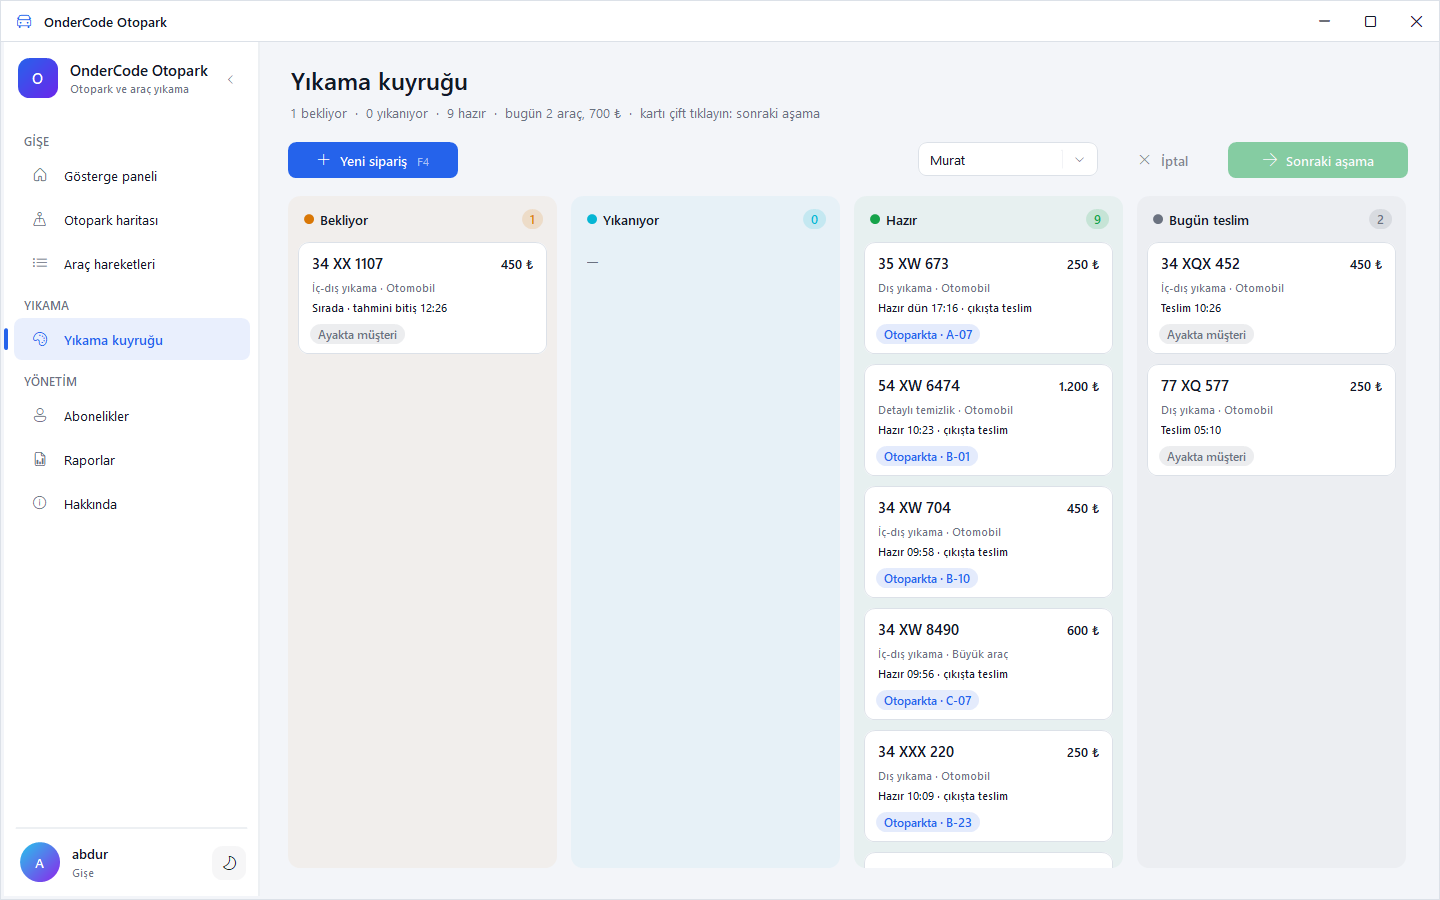 OnderCode Otopark
O
OnderCode Otopark
Otopark ve araç yıkama
GİŞE
Gösterge paneli
Otopark haritası
Araç hareketleri
YIKAMA
Yıkama kuyruğu
YÖNETİM
Abonelikler
Raporlar
Hakkında
A
abdur
Gişe
Yıkama kuyruğu
1 bekliyor · 0 yıkanıyor · 9 hazır · bugün 2 araç, 700 ₺ · kartı çift tıklayın: sonraki aşama
Yeni sipariş F4
Murat
İptal
Sonraki aşama
Bekliyor 1
34 XX 1107 450 ₺
İç-dış yıkama · Otomobil
Sırada · tahmini bitiş 12:26
Ayakta müşteri
Yıkanıyor 0
—
Hazır 9
35 XW 673 250 ₺
Dış yıkama · Otomobil
Hazır dün 17:16 · çıkışta teslim
Otoparkta · A-07
54 XW 6474 1.200 ₺
Detaylı temizlik · Otomobil
Hazır 10:23 · çıkışta teslim
Otoparkta · B-01
34 XW 704 450 ₺
İç-dış yıkama · Otomobil
Hazır 09:58 · çıkışta teslim
Otoparkta · B-10
34 XW 8490 600 ₺
İç-dış yıkama · Büyük araç
Hazır 09:56 · çıkışta teslim
Otoparkta · C-07
34 XXX 220 250 ₺
Dış yıkama · Otomobil
Hazır 10:09 · çıkışta teslim
Otoparkta · B-23
Bugün teslim 2
34 XQX 452 450 ₺
İç-dış yıkama · Otomobil
Teslim 10:26
Ayakta müşteri
77 XQ 577 250 ₺
Dış yıkama · Otomobil
Teslim 05:10
Ayakta müşteri